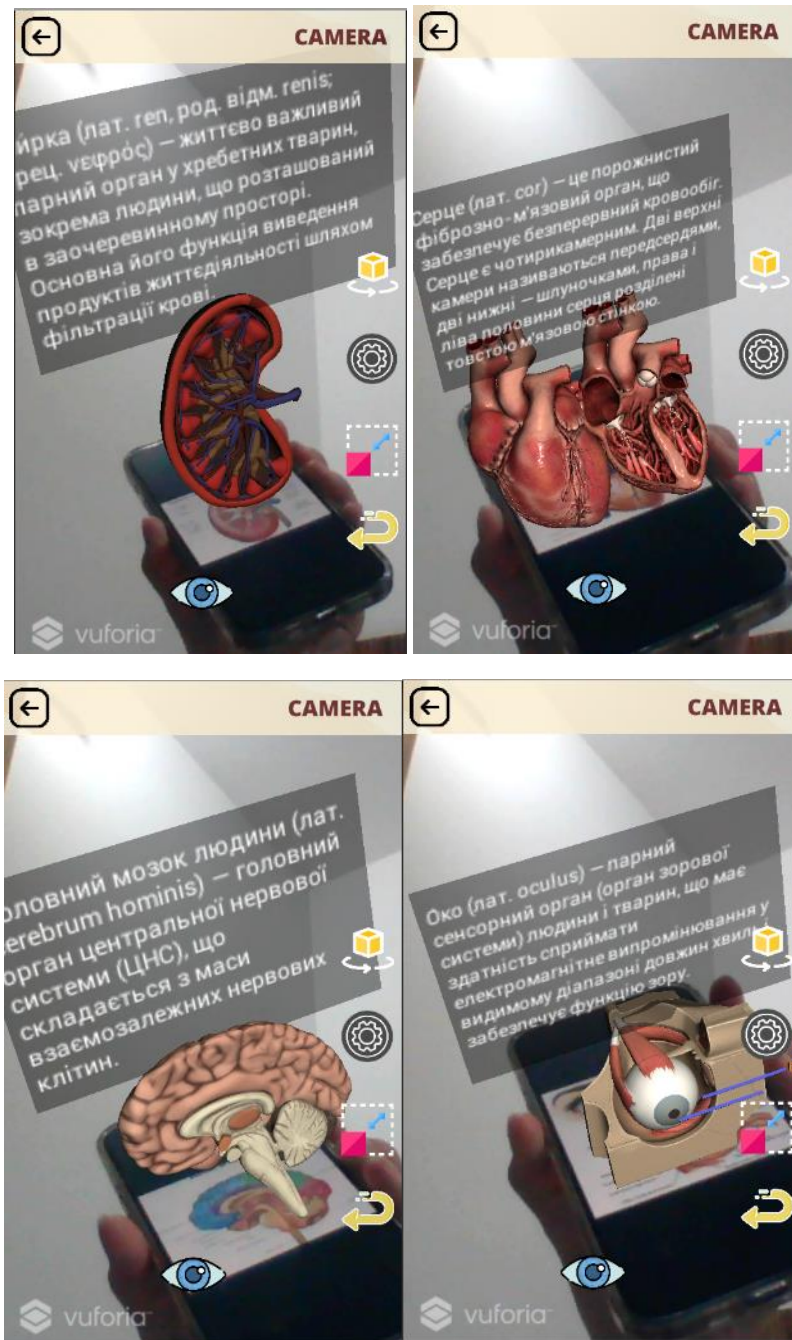 CAMERA
ирка (лат. ren, род. відм. renis;
рец. νεφρός) — життєво важливий
парний орган у хребетних тварин,
зокрема людини, що розташований
в заочеревинному просторі.
Основна його функція виведення
продуктів життєдіяльності шляхом
фільтрації крові.
vuforia
CAMERA
Серце (лат. cor) — це порожнистий
фіброзно-м'язовий орган, що
забезпечує безперервний кровообіг.
Серце є чотирикамерним. Дві верхні
камери називаються передсердями,
дві нижні — шлуночками, права і
ліва половини серця розділені
товстою м'язовою стінкою.
vuforia
CAMERA
оловний мозок людини (лат.
erebrum hominis) — головний
орган центральної нервової
системи (ЦНС), що
складається з маси
взаємозалежних нервових
клітин.
vuforia
CAMERA
Око (лат. oculus) — парний
сенсорний орган (орган зорової
системи) людини і тварин, що має
здатність сприймати
електромагнітне випромінювання у
видимому діапазоні довжин хвиль і
забезпечує функцію зору.
vuforia